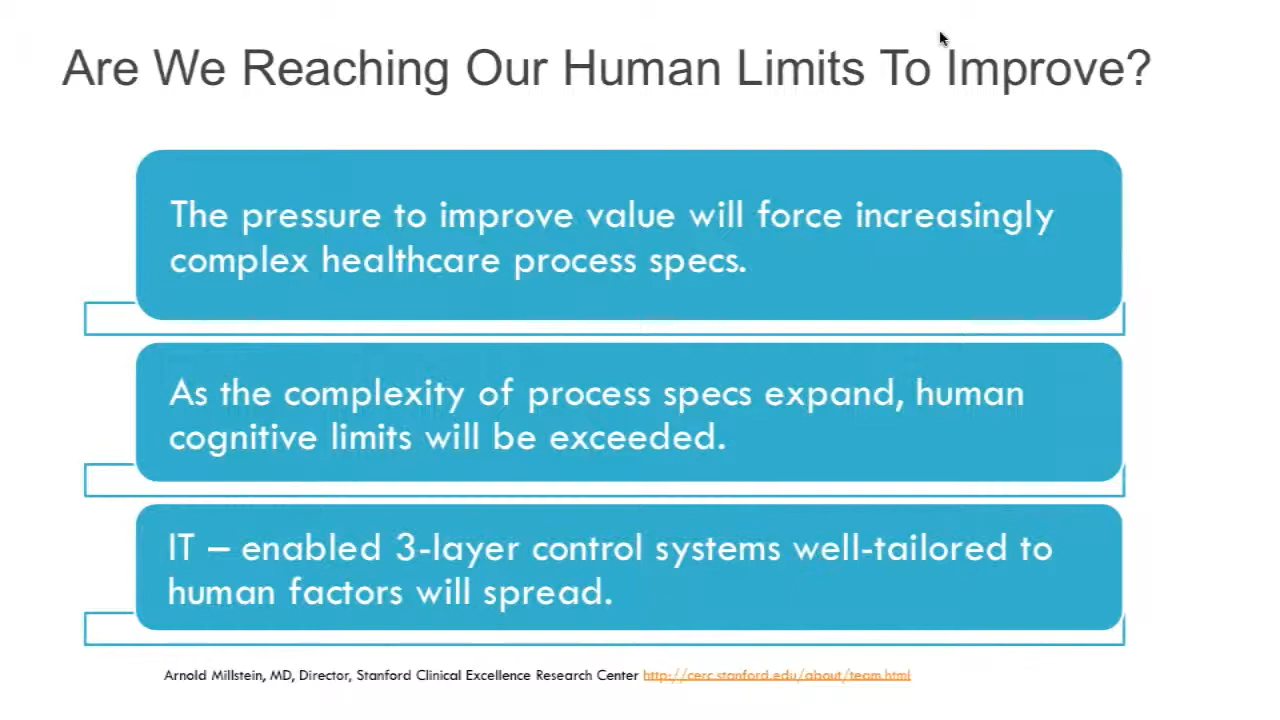 Are We Reaching Our Human Limits To Improve?
The pressure to improve value will force increasingly
complex healthcare process specs.
As the complexity of process specs expand, human
cognitive limits will be exceeded.
IT – enabled 3-layer control systems well-tailored to
human factors will spread.
Arnold Millstein, MD, Director, Stanford Clinical Excellence Research Center http://cerc.stanford.edu/about/team.html